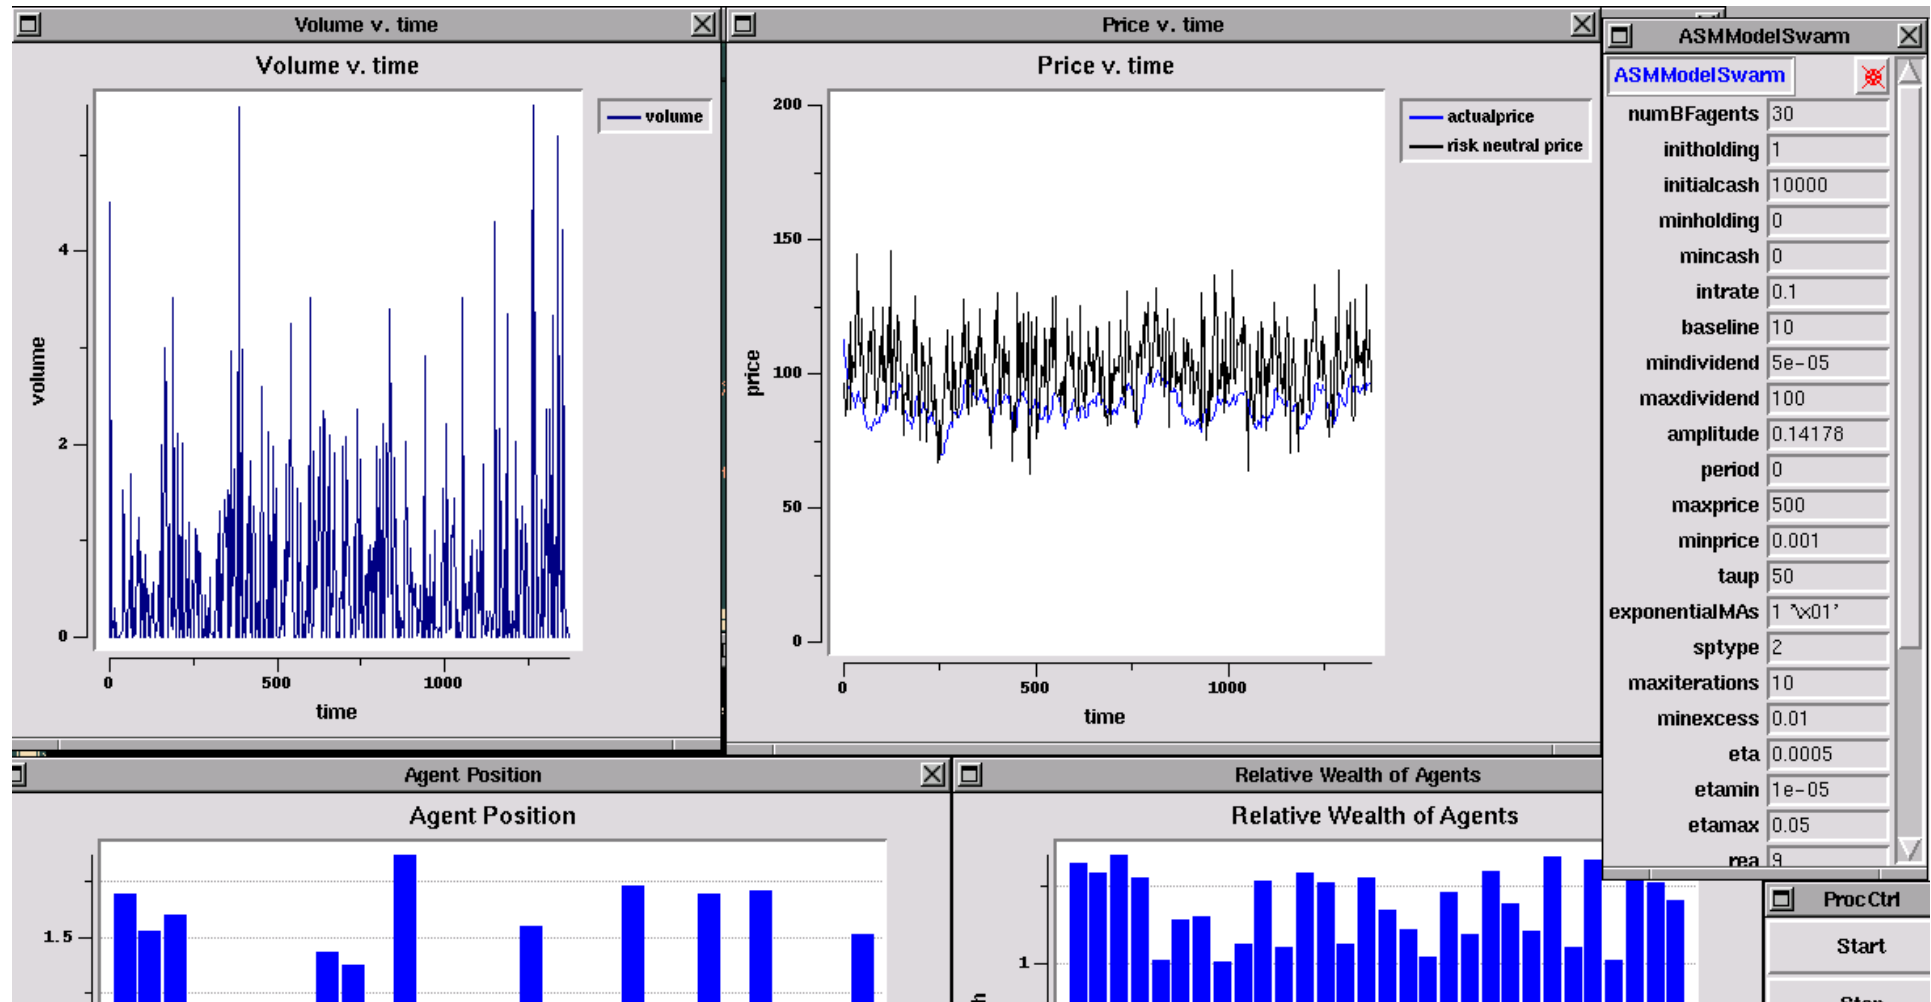 Volume v. time
Volume v. time
volume
4
2
0
volume
0
500
1000
time
Price v. time
Price v. time
200
150
100
50
0
price
actualprice
risk neutral price
0
500
1000
time
ASMModelSwarm
ASMModelSwarm
numBFagents 30
initholding 1
initialcash 10000
minholding 0
mincash 0
intrate 0.1
baseline 10
mindividend 5e-05
maxdividend 100
amplitude 0.14178
period 0
maxprice 500
minprice 0.001
taup 50
exponentialMAs 1 '\x01'
sptype 2
maxiterations 10
minexcess 0.01
eta 0.0005
etamin 1e-05
etamax 0.05
rea 9
Agent Position
Agent Position
1.5
Relative Wealth of Agents
Relative Wealth of Agents
1
ProcCtrl
Start
Stop